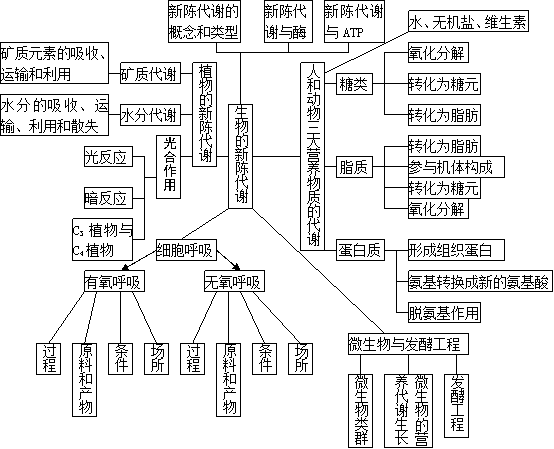 新陈代谢的
概念和类型
新陈代
谢与酶
新陈代谢
与 ATP
水、无机盐、维生素
矿质元素的吸收、
运输和利用
矿质代谢
水分的吸收、运
输、利用和散失
水分代谢
植物的新陈代谢
光合作用
光反应
暗反应
C₃ 植物与
C₄植物
生物的新陈代谢
人和动物三大营养物质的代谢
糖类
氧化分解
转化为糖元
转化为脂肪
脂质
转化为脂肪
参与机体构成
转化为糖元
氧化分解
蛋白质
形成组织蛋白
氨基转换成新的氨基酸
脱氨基作用
细胞呼吸
有氧呼吸
无氧呼吸
过程
原料和产物
条件
场所
过程
原料和产物
条件
场所
微生物与发酵工程
微生物类群
微生物的营
养代谢生长
发酵工程